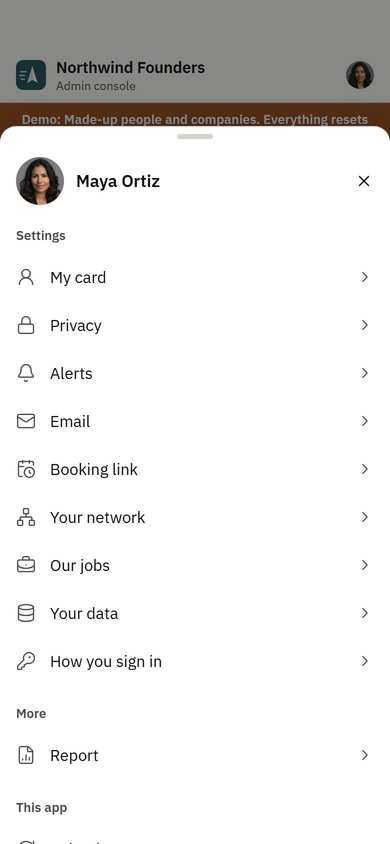 Northwind Founders
Admin console
Demo: Made-up people and companies. Everything resets
Maya Ortiz
Settings
My card
Privacy
Alerts
Email
Booking link
Your network
Our jobs
Your data
How you sign in
More
Report
This app